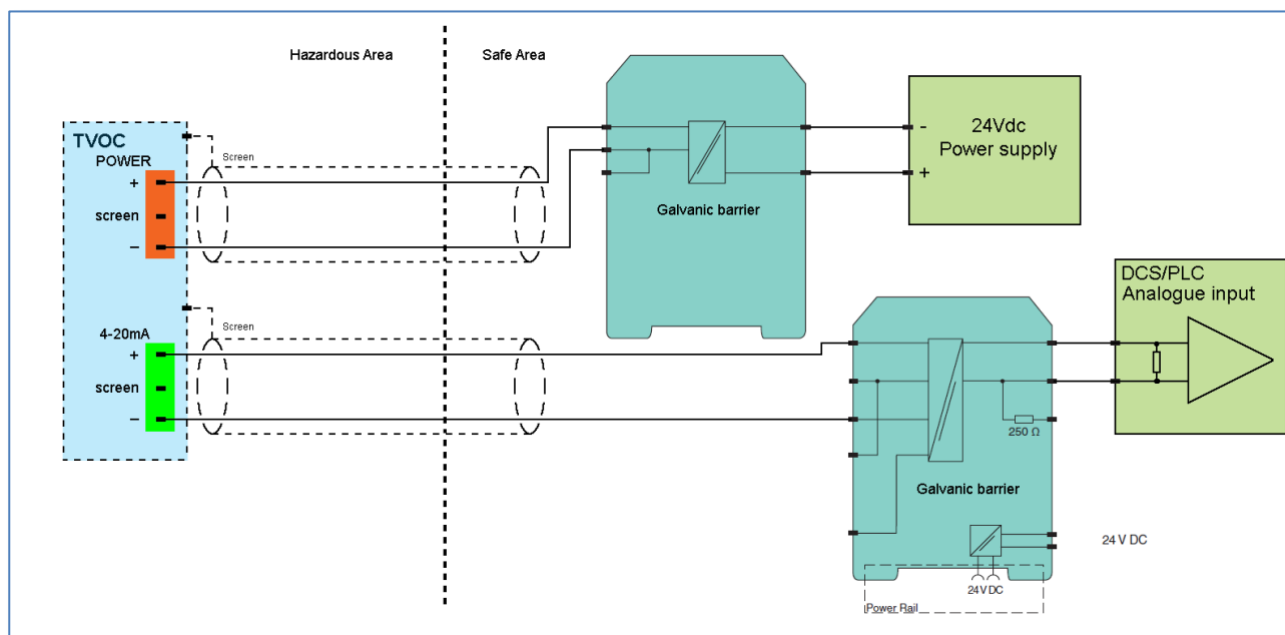 Hazardous Area
Safe Area
TVOC
POWER
+
screen
−
Screen
Galvanic barrier
-
24Vdc
Power supply
+
4-20mA
+
screen
−
Screen
DCS/PLC
Analogue input
250 Ω
Galvanic barrier
24 V DC
24V DC
Power Rail